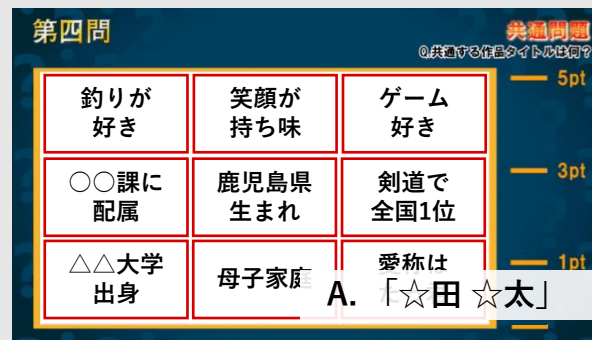 第四問
共通問題
Q.共通する作品タイトルは何？
5pt
釣りが
好き
笑顔が
持ち味
ゲーム
好き
3pt
○○課に
配属
鹿児島県
生まれ
剣道で
全国1位
1pt
△△大学
出身
母子家庭
愛称は
A. 「☆田 ☆太」